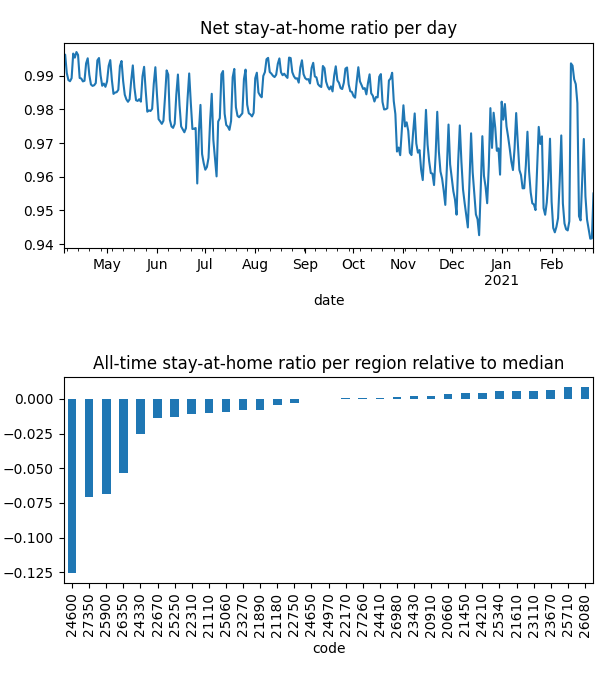 Net stay-at-home ratio per day
0.99
0.98
0.97
0.96
0.95
0.94
May Jun Jul Aug Sep Oct Nov Dec Jan Feb
2021
date
All-time stay-at-home ratio per region relative to median
0.000
−0.025
−0.050
−0.075
−0.100
−0.125
24600 27350 25900 26350 24330 22670 25250 22310 21110 25060 23270 21890 21180 22750 24650 24970 22170 27260 24410 26980 23430 20910 20660 21450 24210 25340 21610 23110 23670 25710 26080
code